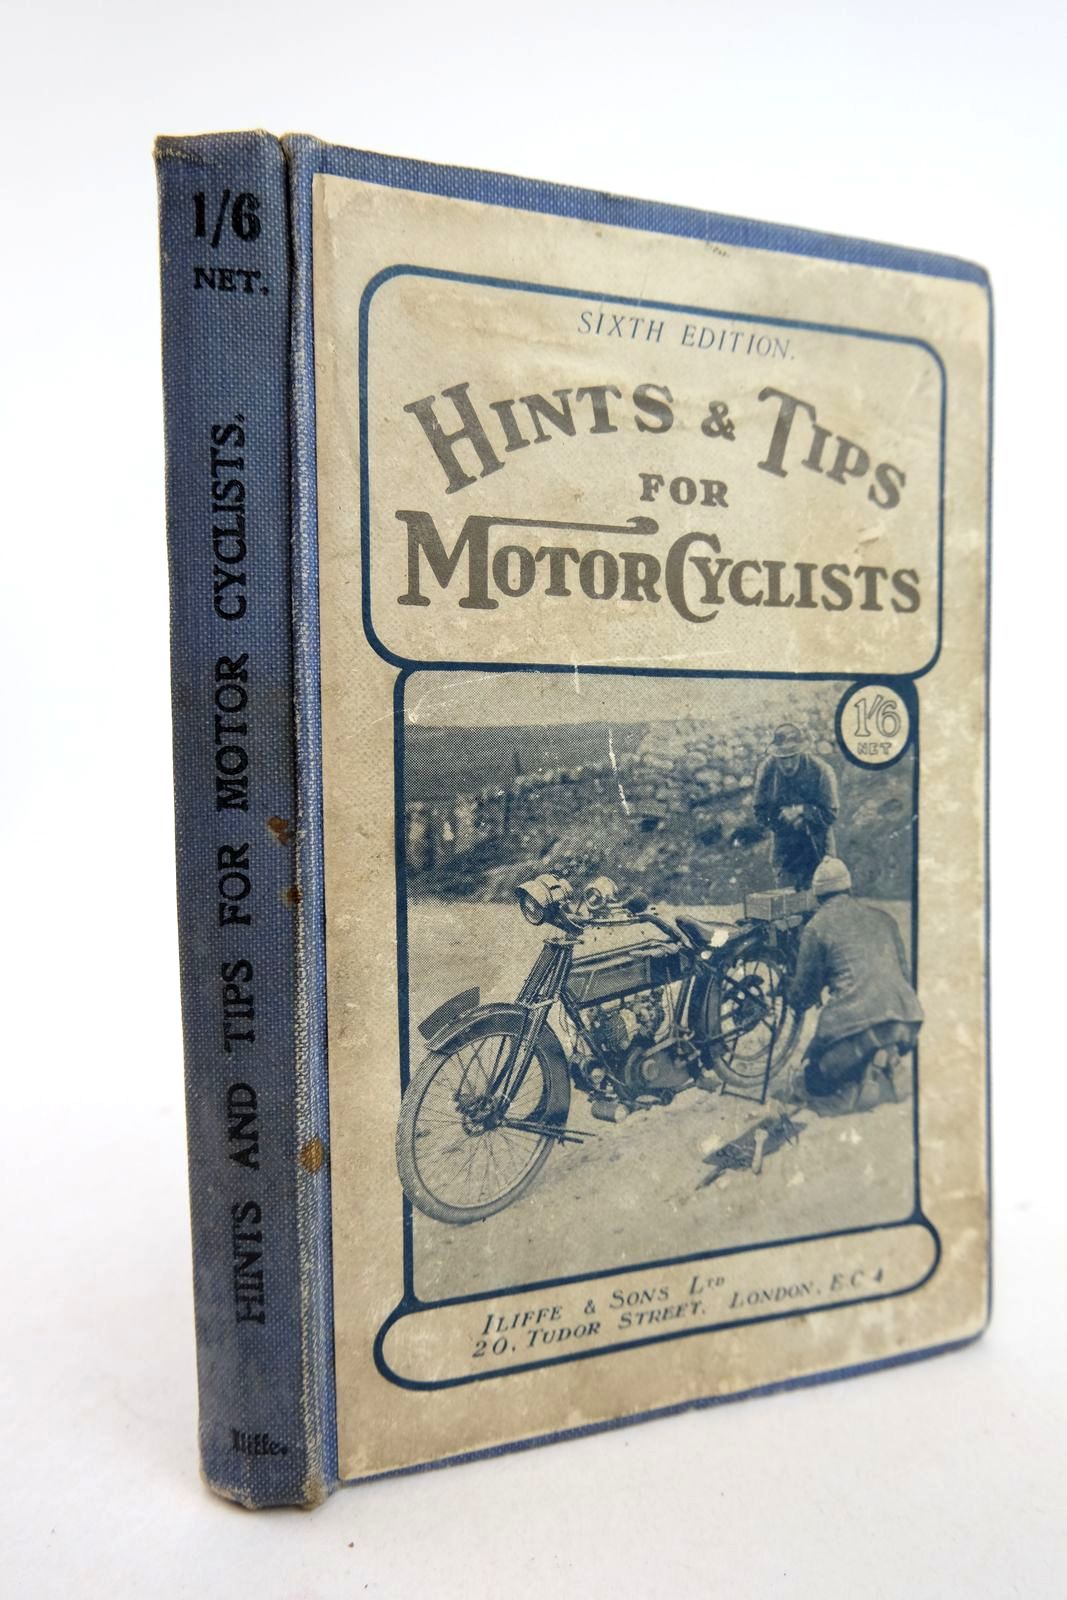 1/6
NET.
HINTS AND TIPS FOR MOTOR CYCLISTS.
Iliffe.
SIXTH EDITION.
HINTS & TIPS
FOR
MOTOR CYCLISTS
1/6
NET
ILIFFE & SONS LTD
20, TUDOR STREET, LONDON, E.C 4